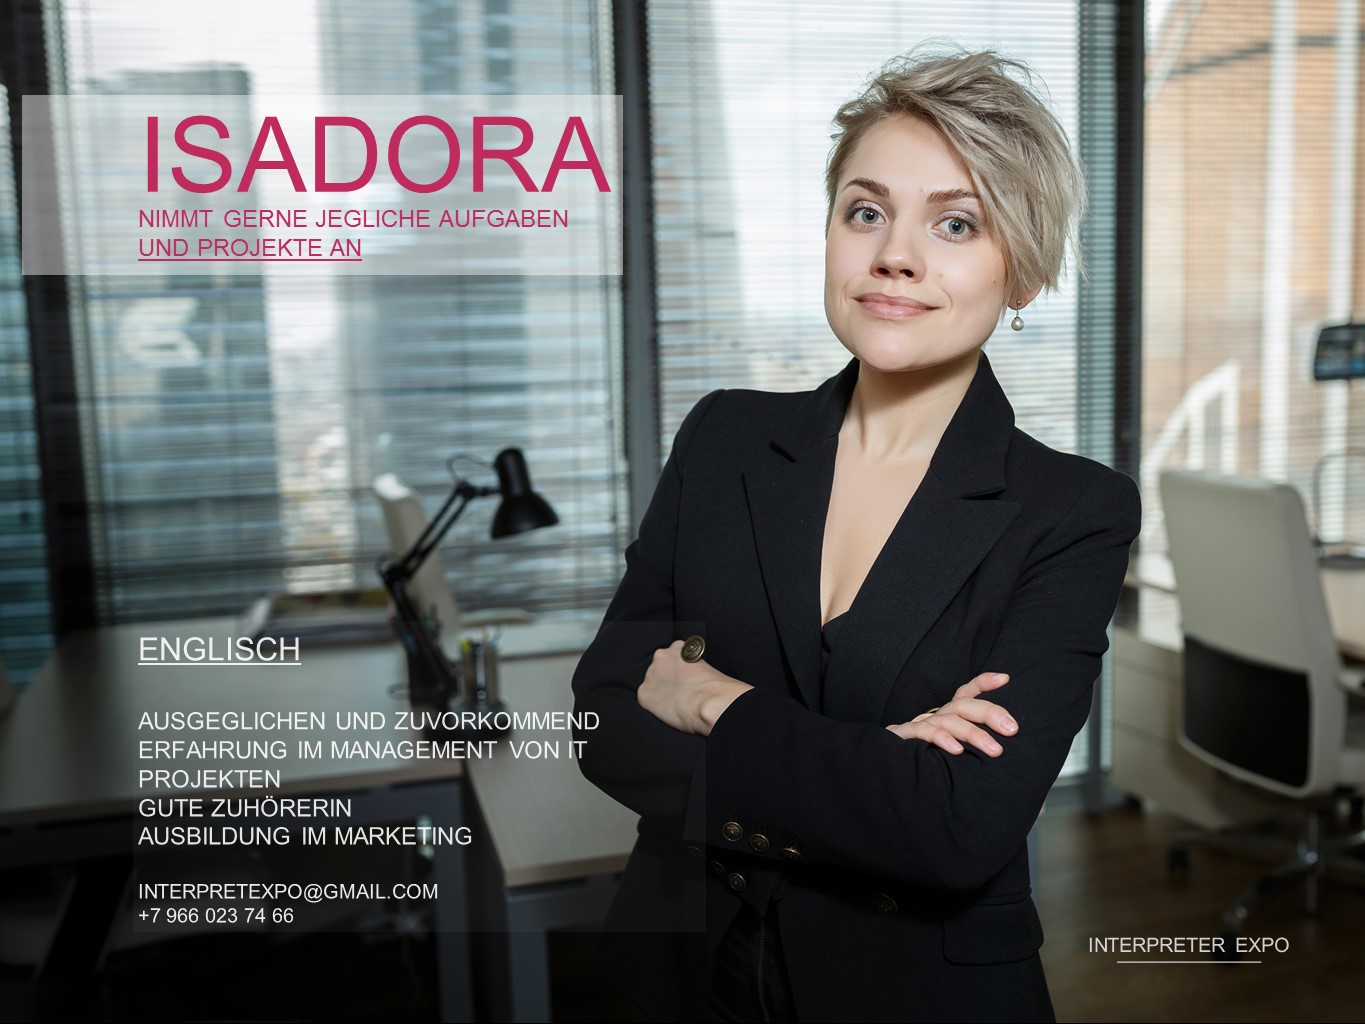 ISADORA
NIMMT GERNE JEGLICHE AUFGABEN
UND PROJEKTE AN
ENGLISCH
AUSGEGLICHEN UND ZUVORKOMMEND
ERFAHRUNG IM MANAGEMENT VON IT
PROJEKTEN
GUTE ZUHÖRERIN
AUSBILDUNG IM MARKETING
INTERPRETEXPO@GMAIL.COM
+7 966 023 74 66
INTERPRETER EXPO